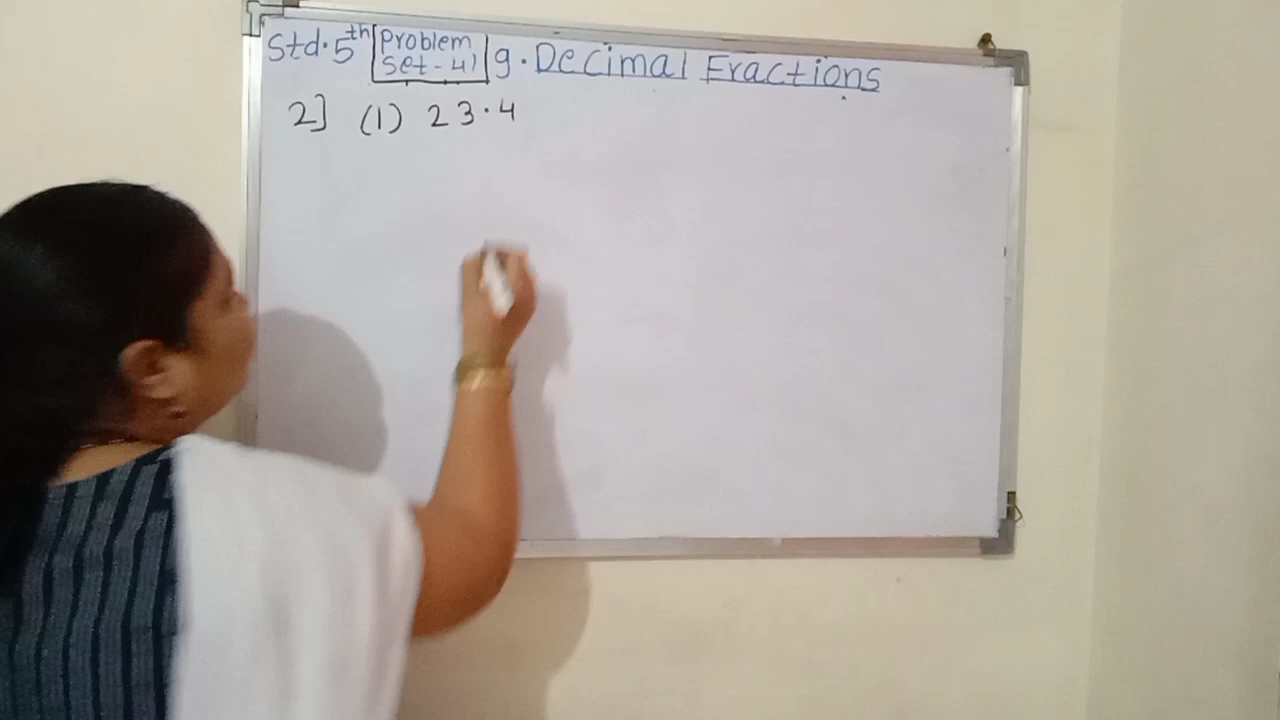 Std. 5th Problem Set - 41 9. Decimal Fractions
2] (1) 23.4